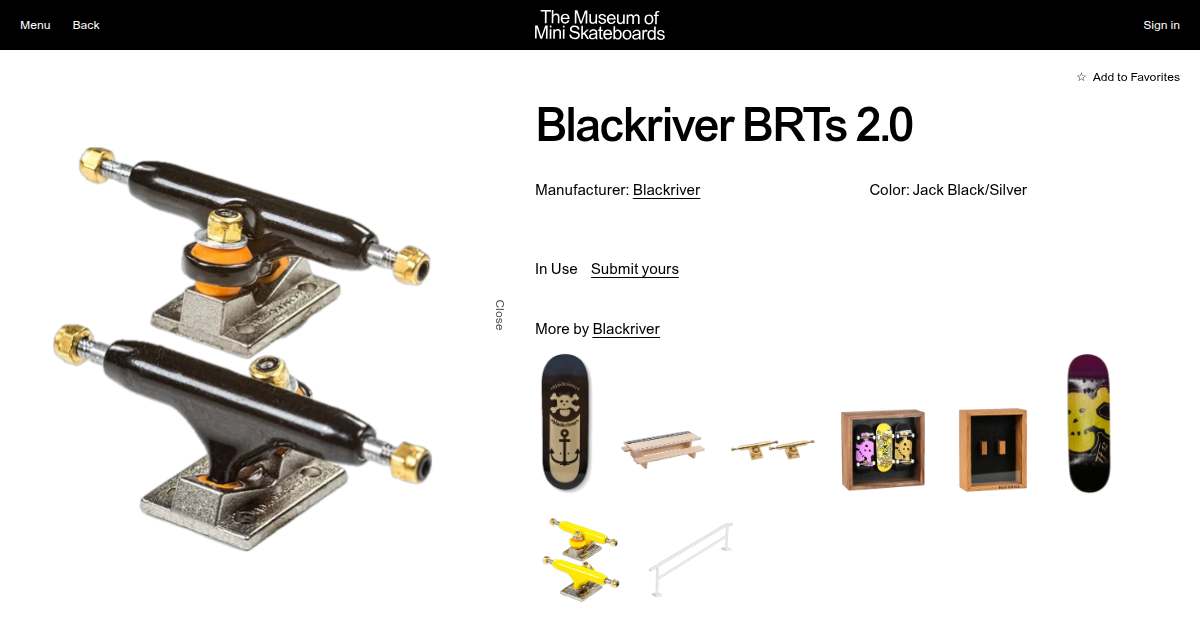 Menu
Back
The Museum of
Mini Skateboards
Sign in
☆ Add to Favorites
Blackriver BRTs 2.0
Manufacturer: Blackriver
Color: Jack Black/Silver
In Use
Submit yours
Close
More by Blackriver